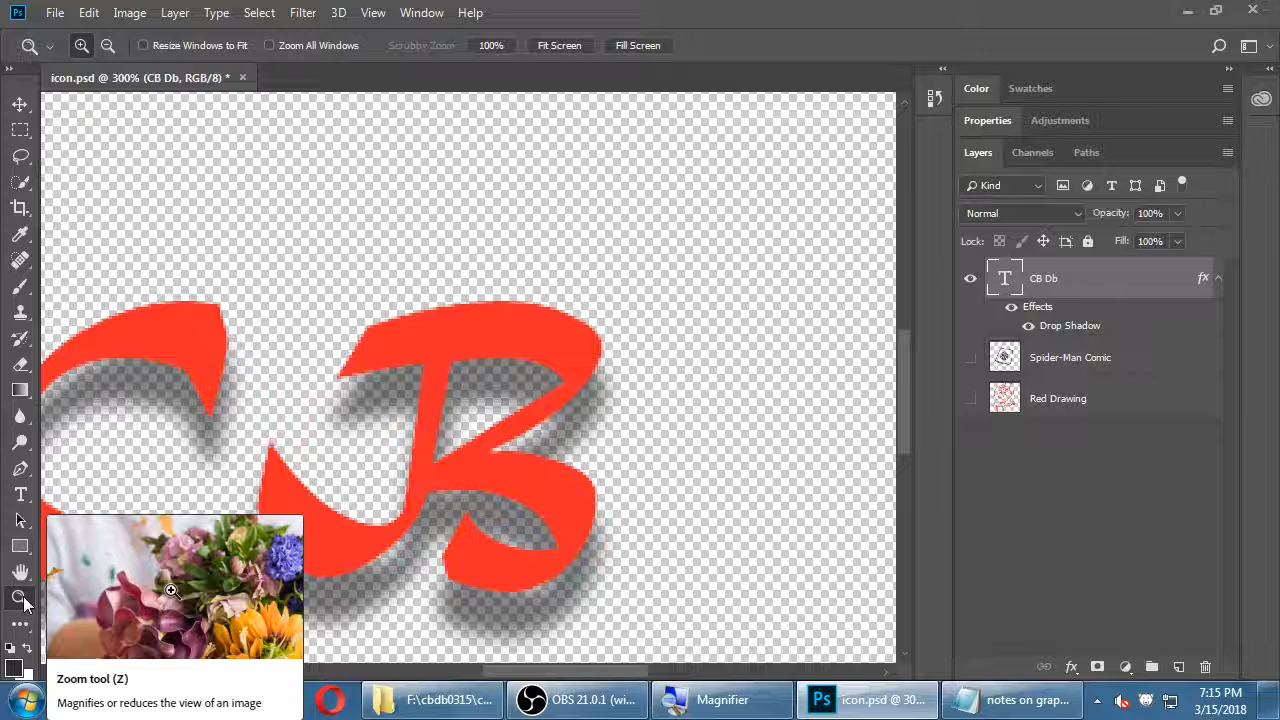 Ps File Edit Image Layer Type Select Filter 3D View Window Help
Resize Windows to Fit Zoom All Windows Scrubby Zoom 100% Fit Screen Fill Screen
icon.psd @ 300% (CB Db, RGB/8) *
Color Swatches
Properties Adjustments
Layers Channels Paths
Kind
Normal Opacity: 100%
Lock: Fill: 100%
CB Db fx
Effects
Drop Shadow
Spider-Man Comic
Red Drawing
C B
T
Zoom tool (Z)
Magnifies or reduces the view of an image
fx
F:\cbdb0315\c... OBS 21.0.1 (wi... Magnifier Ps icon.psd @ 30... notes on grap...
7:15 PM
3/15/2018